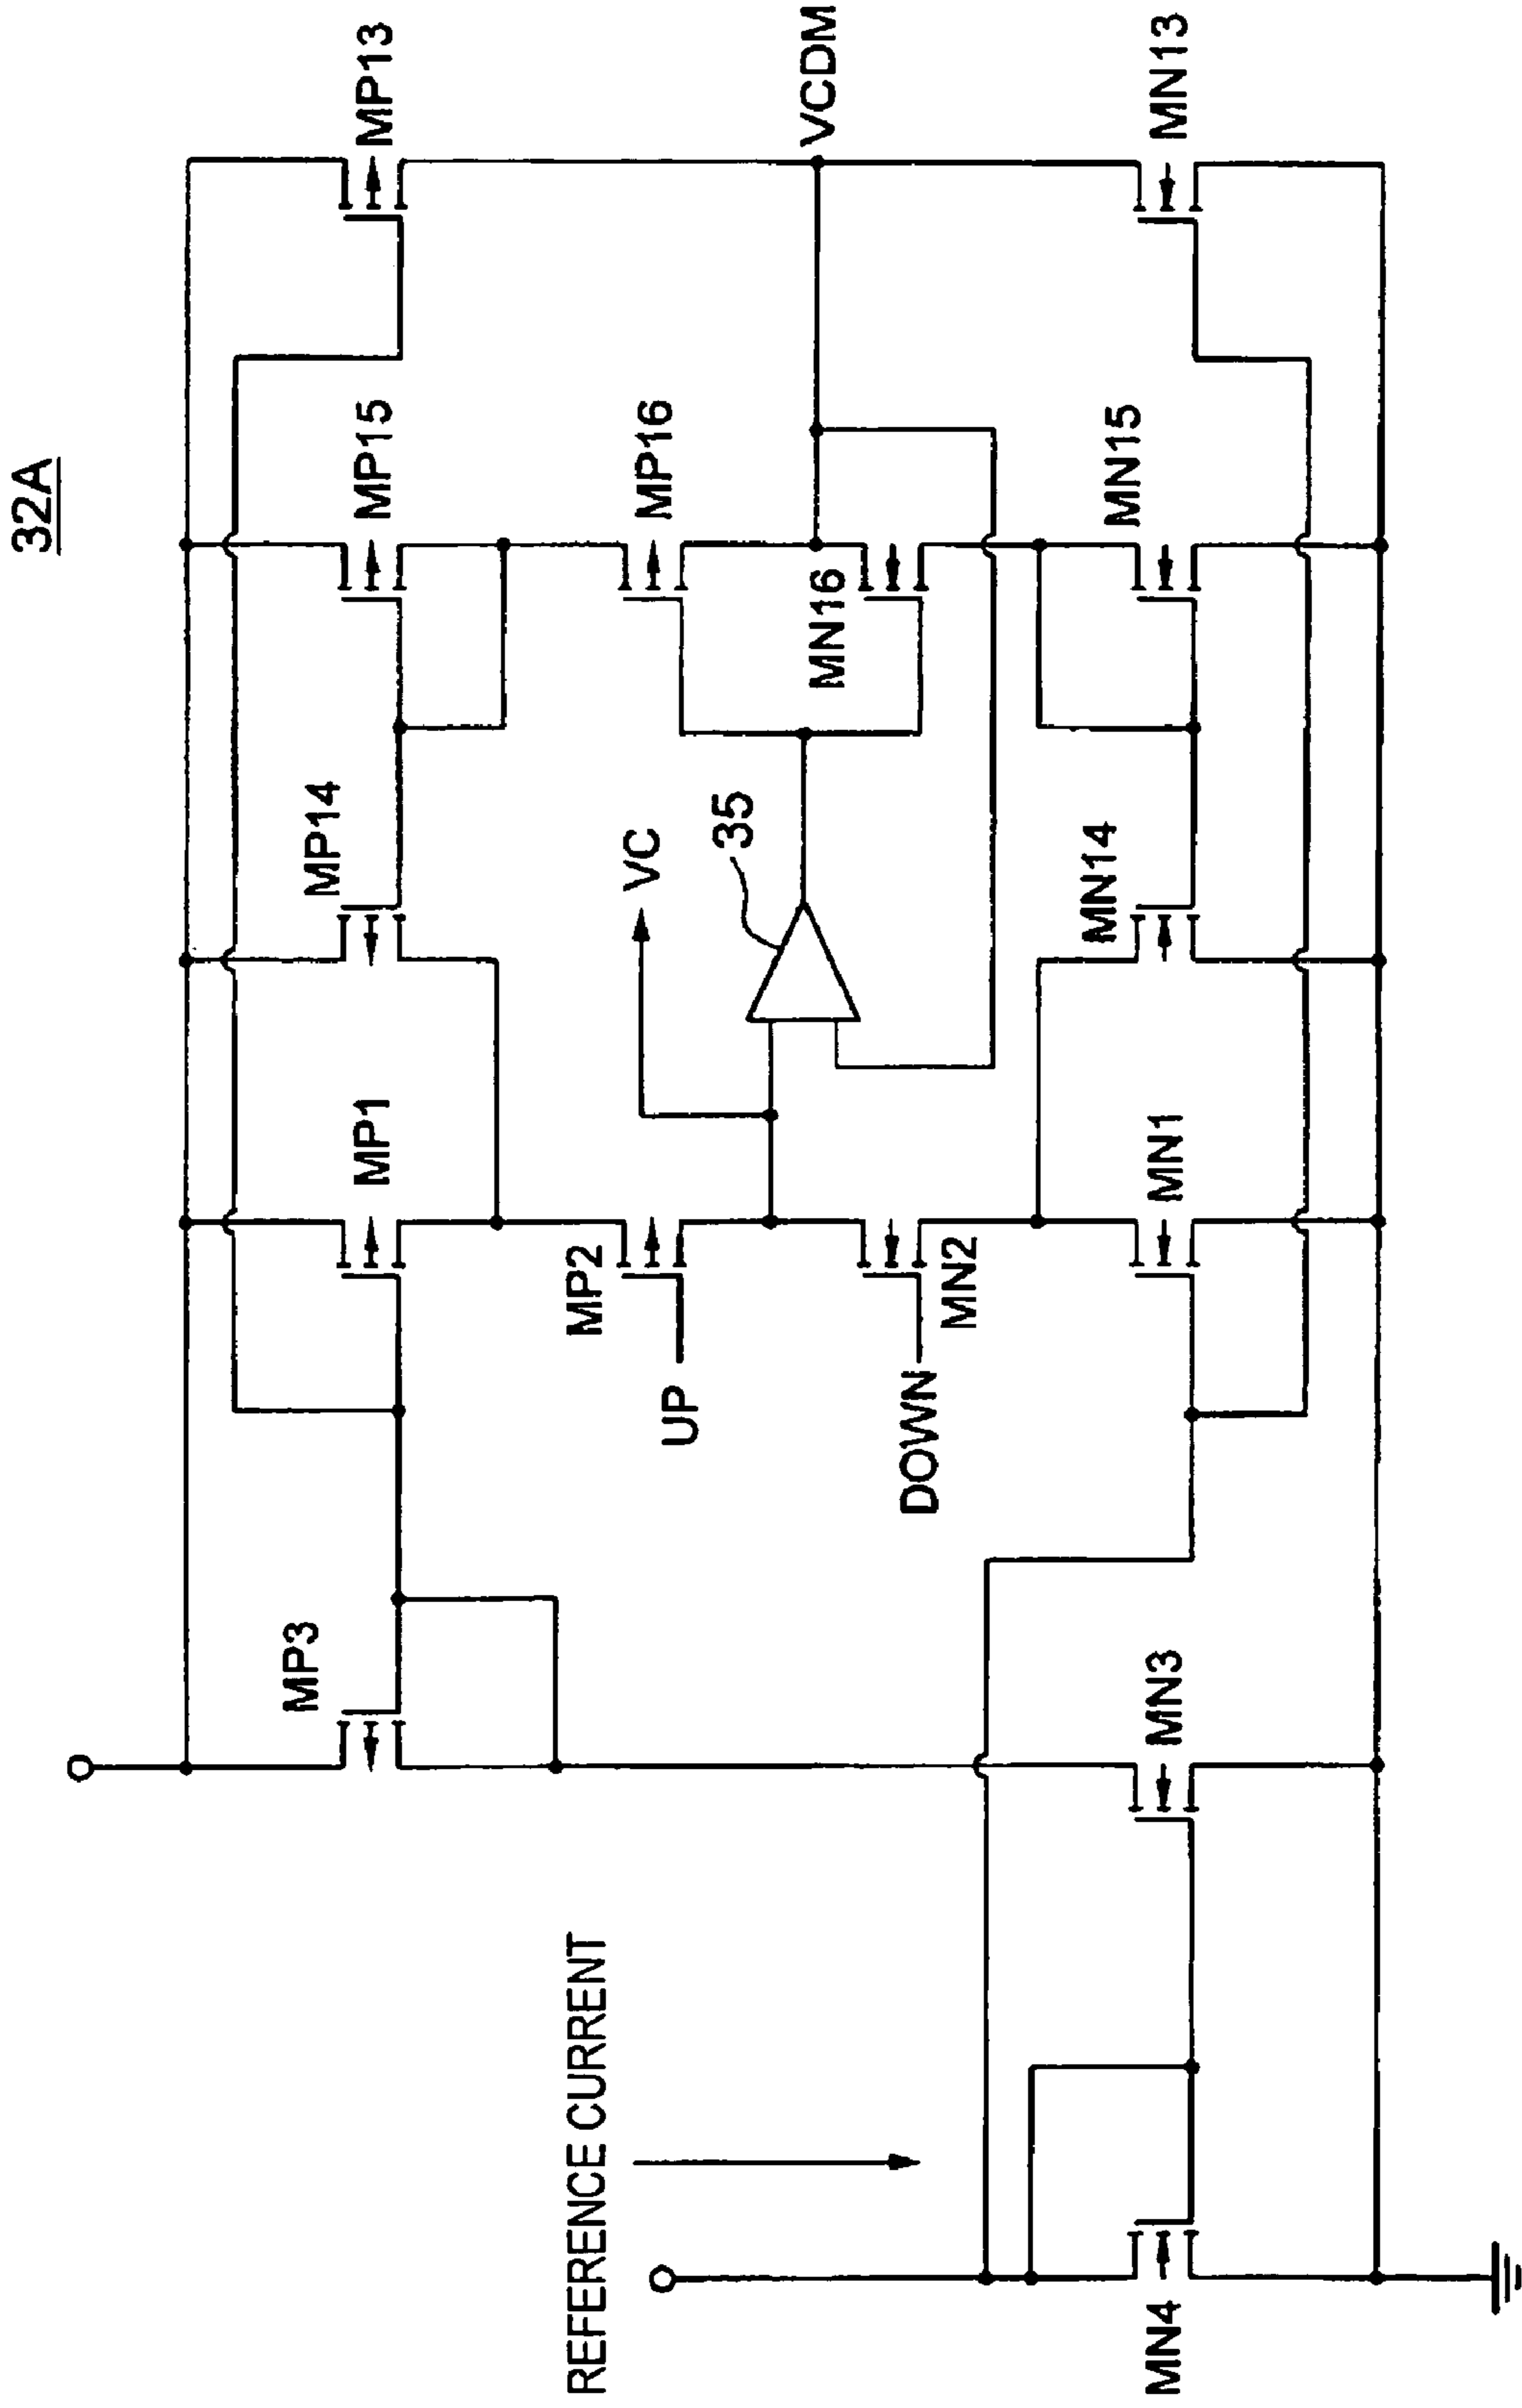 32A
MP3
MP1
MP14
MP15
MP13
REFERENCE CURRENT
UP
MP2
VC
35
MP16
DOWN
MN2
MN16
VCDM
MN4
MN3
MN1
MN14
MN15
MN13